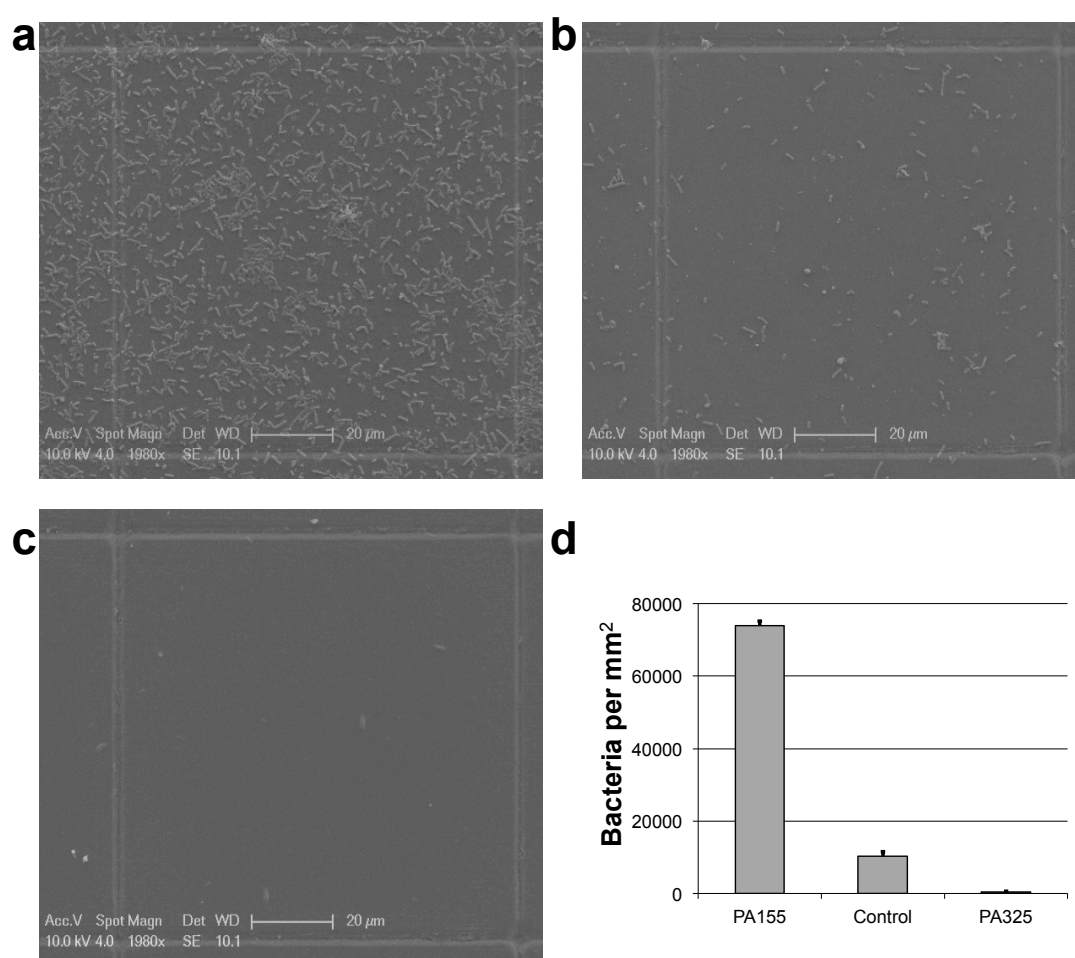 a
Acc.V Spot Magn Det WD 20 µm
10.0 kV 4.0 1980x SE 10.1
b
Acc.V Spot Magn Det WD 20 µm
10.0 kV 4.0 1980x SE 10.1
c
Acc.V Spot Magn Det WD 20 µm
10.0 kV 4.0 1980x SE 10.1
d
Bacteria per mm²
80000
60000
40000
20000
0
PA155 Control PA325